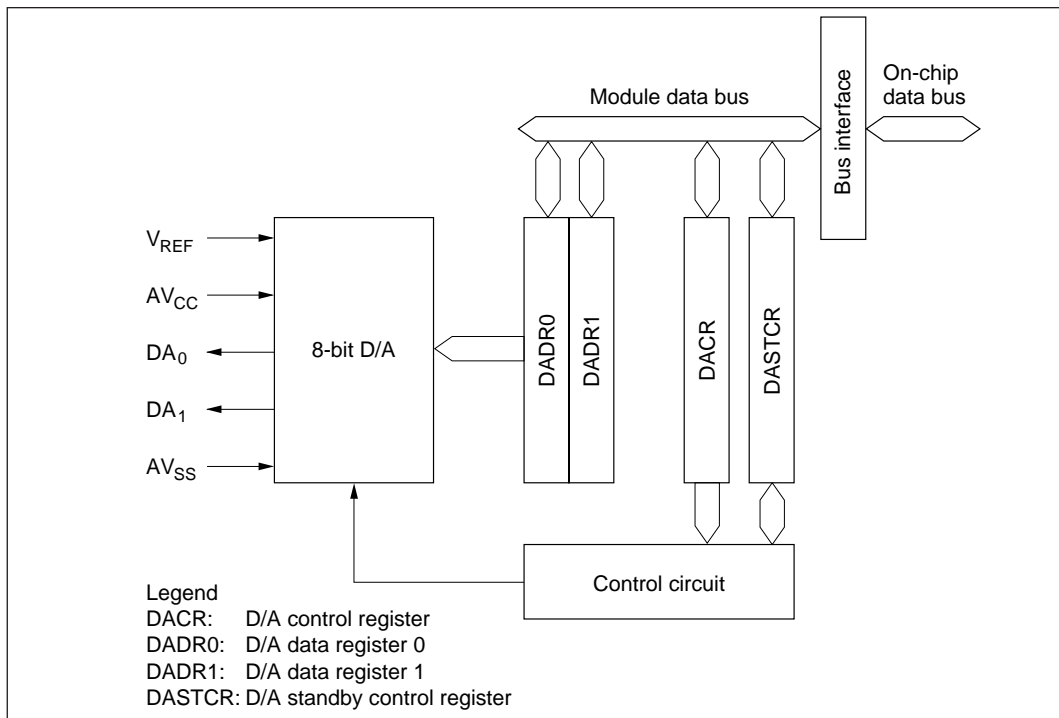 Module data bus
Bus interface
On-chip
data bus
VREF
AVCC
DA0
DA1
AVSS
8-bit D/A
DADR0
DADR1
DACR
DASTCR
Control circuit
Legend
DACR: D/A control register
DADR0: D/A data register 0
DADR1: D/A data register 1
DASTCR: D/A standby control register